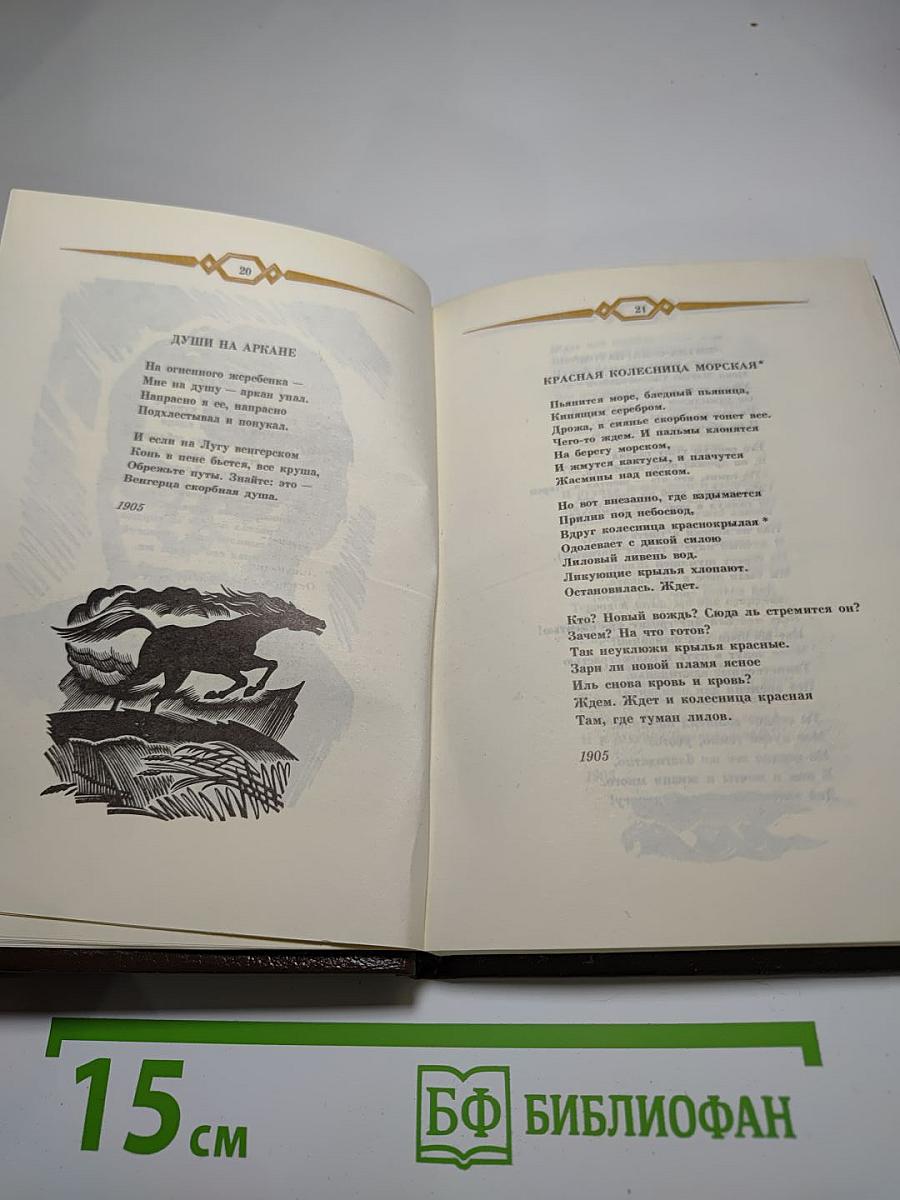 20
ДУШИ НА АРКАНЕ
На огненного жеребенка —
Мне на душу — аркан упал.
Напрасно я ее, напрасно
Подхлестывал и понукал.
И если на Лугу венгерском
Конь в пене бьется, все круша,
Обрежьте путы. Знайте: это —
Венгерца скорбная душа.
1905
21
КРАСНАЯ КОЛЕСНИЦА МОРСКАЯ*
Пьянится море, бледный пьяница,
Кипящим серебром.
Дрожа, в сиянье скорбном тонет все.
Чего-то ждем. И пальмы клонятся
На берегу морском,
И жмутся кактусы, и плачутся
Жасмины над песком.
Но вот внезапно, где вздымается
Прилив под небосвод,
Вдруг колесница краснокрылая*
Одолевает с дикой силою
Лиловый ливень вод.
Ликующие крылья хлопают.
Остановилась. Ждет.
Кто? Новый вождь? Сюда ль стремится он?
Зачем? На что готов?
Так неуклюжи крылья красные.
Зари ли новой пламя ясное
Иль снова кровь и кровь?
Ждем. Ждет и колесница красная
Там, где туман лилов.
1905
15 см
БФ БИБЛИОФАН